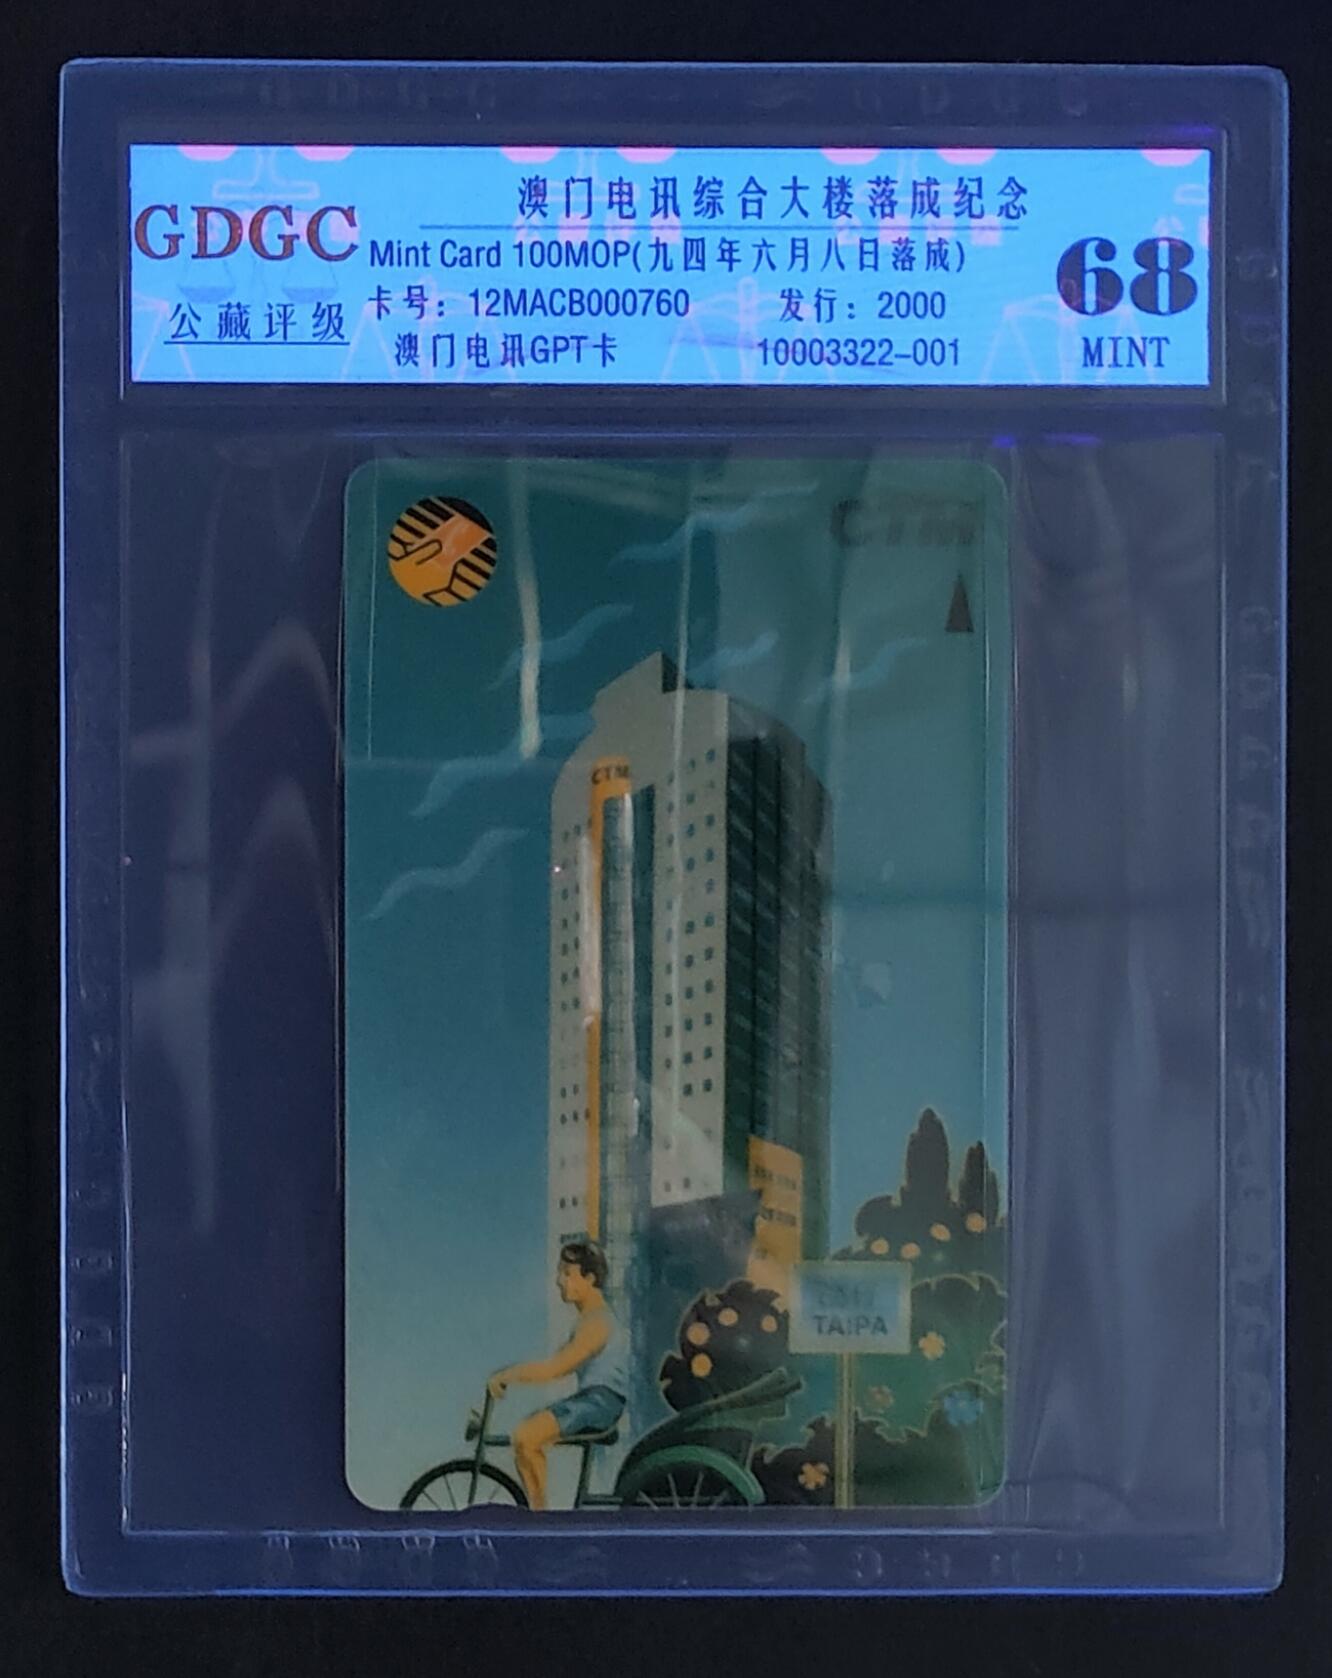 澳门电讯综合大楼落成纪念
GDGC
Mint Card 100MOP(九四年六月八日落成)
68
公藏评级
卡号：12MACB000760 发行：2000
澳门电讯GPT卡 10003322-001
MINT
CTM
CTM
TAIPA